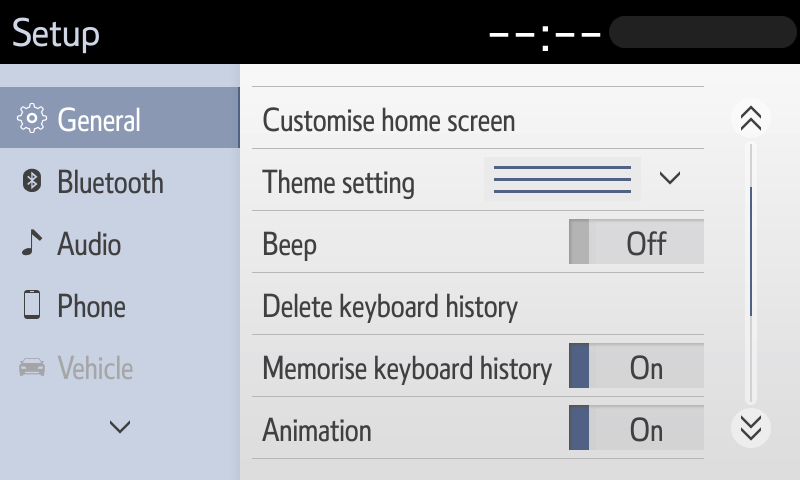 Setup
--:--
General
Bluetooth
Audio
Phone
Vehicle
Customise home screen
Theme setting
Beep
Off
Delete keyboard history
Memorise keyboard history
On
Animation
On